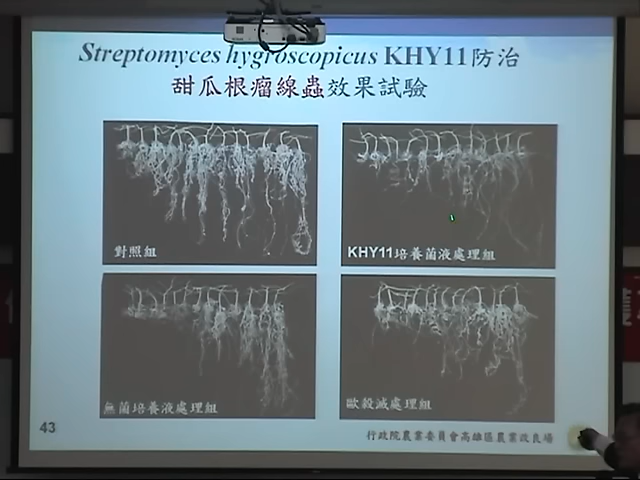 Streptomyces hygroscopicus KHY11防治
甜瓜根瘤線蟲效果試驗
對照組
KHY11培養菌液處理組
無菌培養液處理組
歐殺滅處理組
43
行政院農業委員會高雄區農業改良場